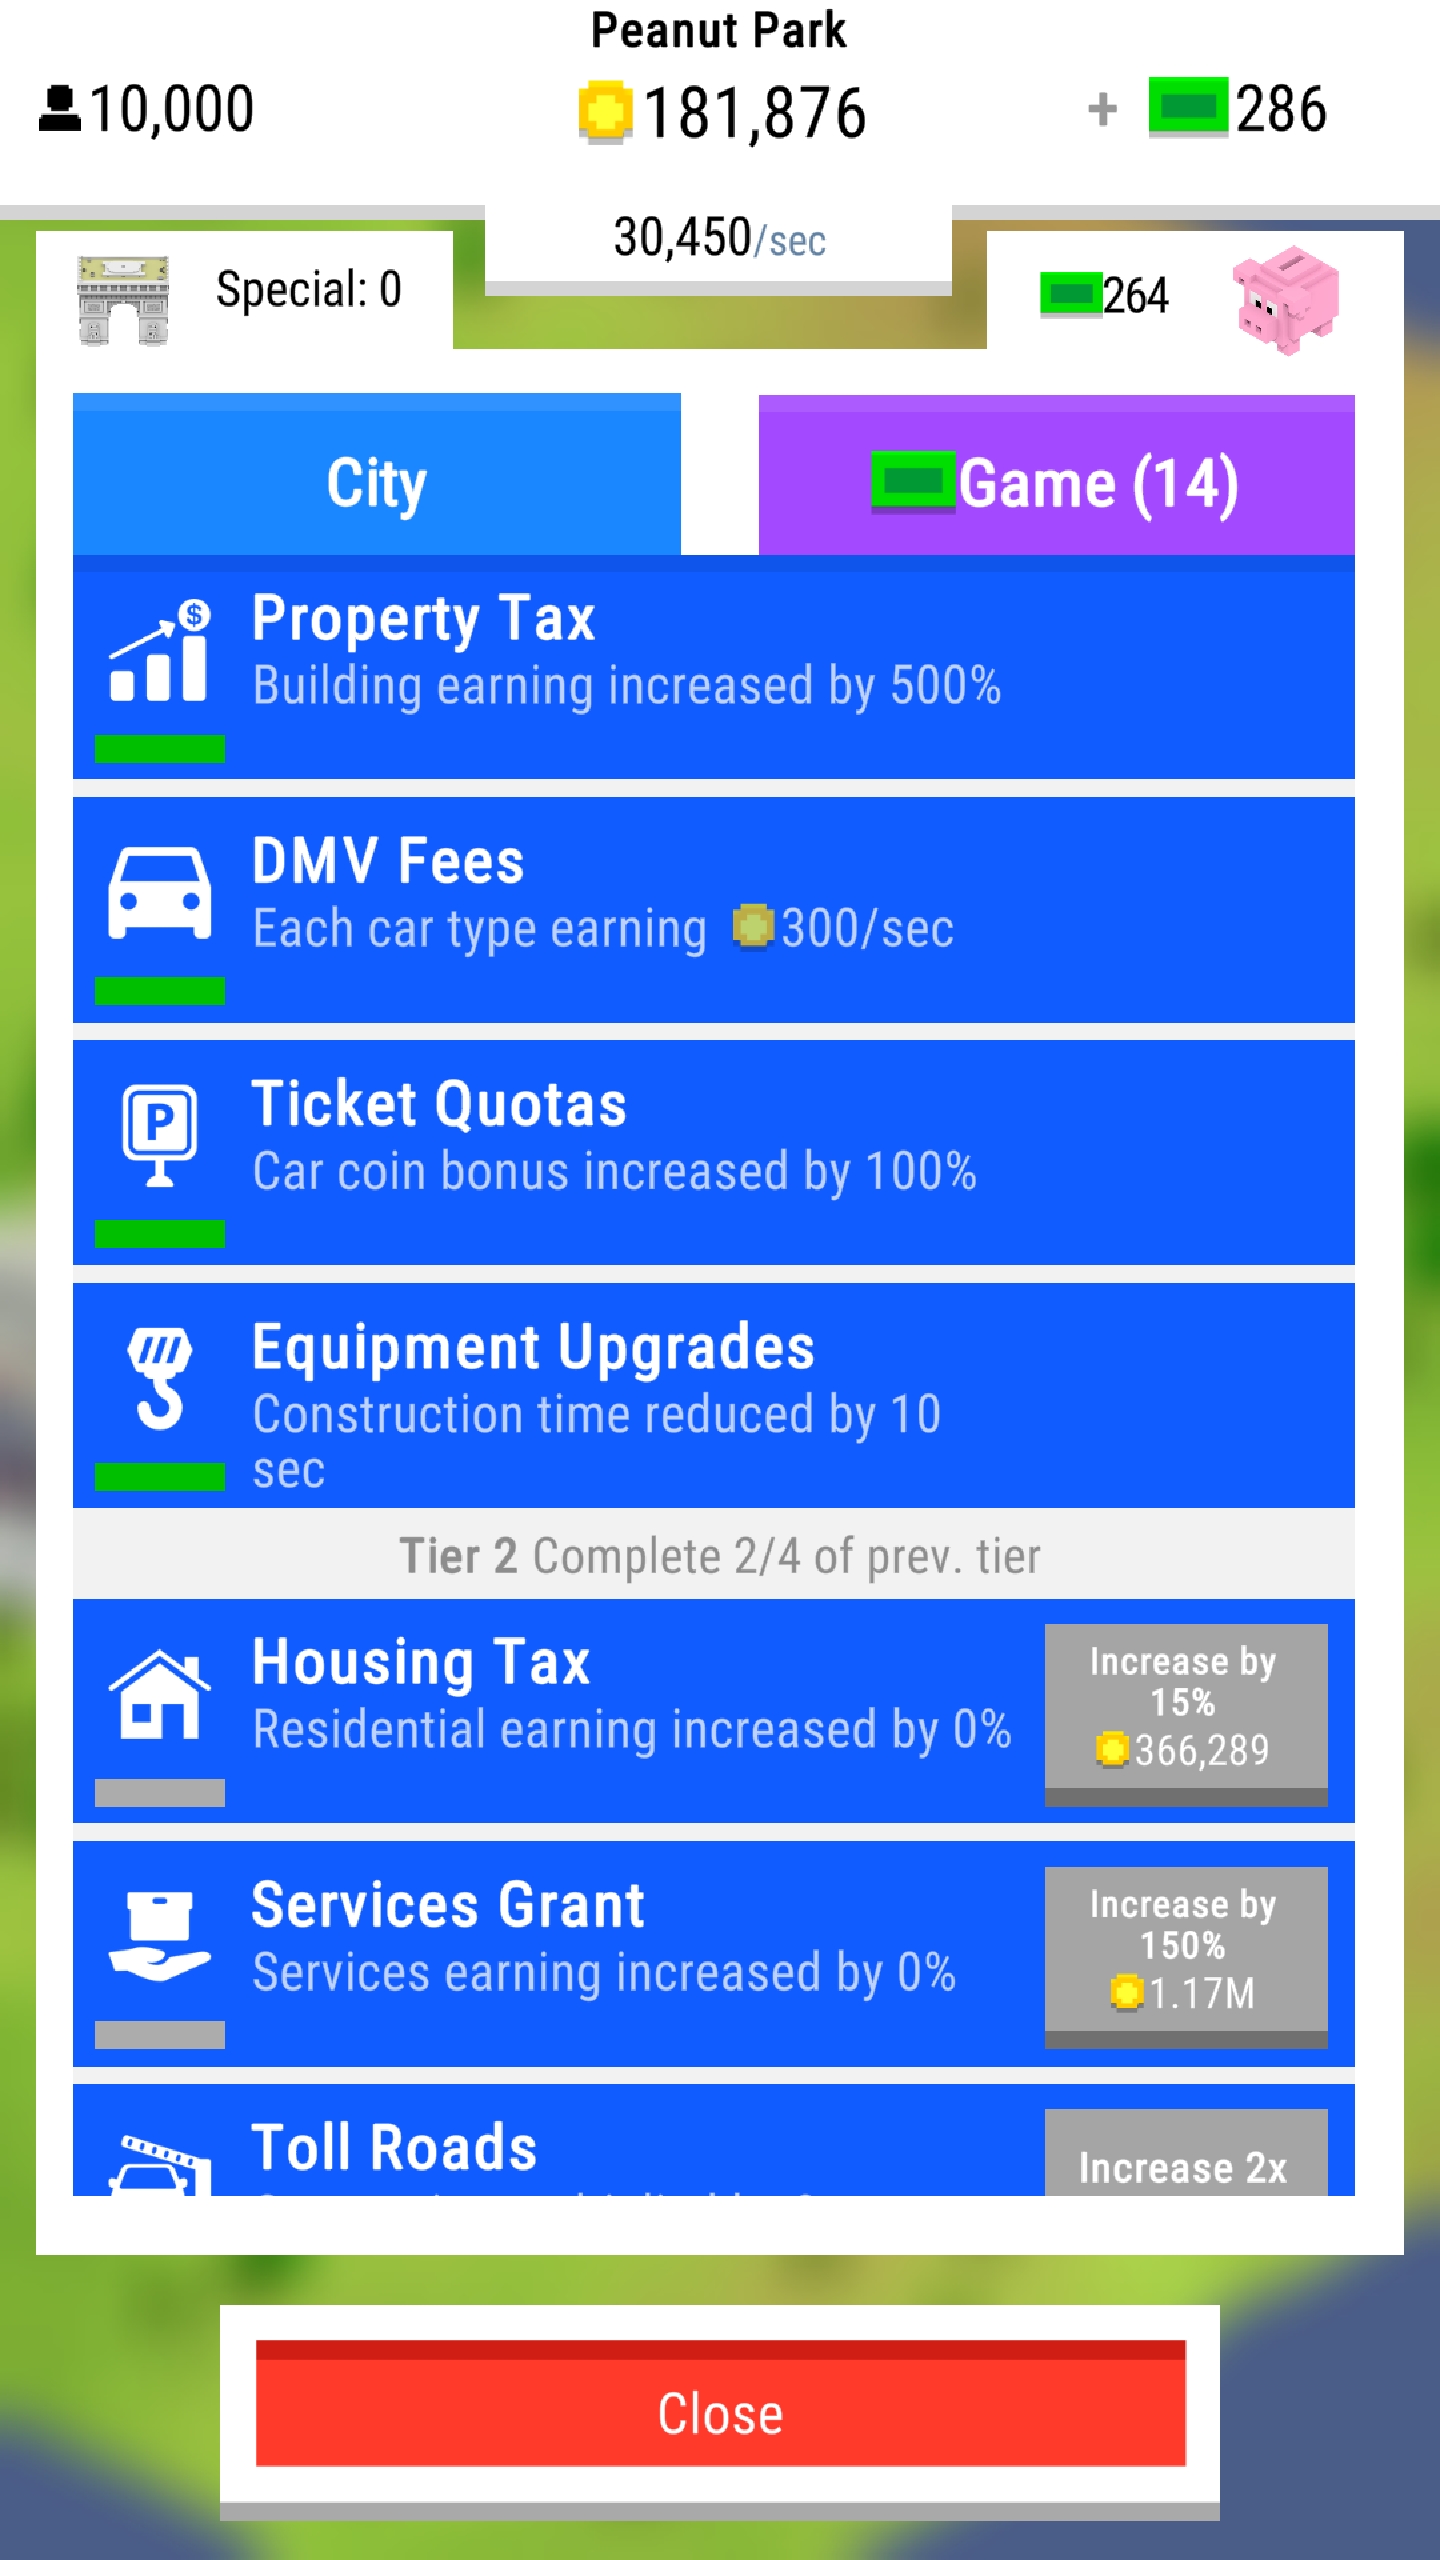 Peanut Park
10,000
181,876
+ 286
30,450/sec
Special: 0
264
City
Game (14)
Property Tax
Building earning increased by 500%
DMV Fees
Each car type earning 300/sec
Ticket Quotas
Car coin bonus increased by 100%
Equipment Upgrades
Construction time reduced by 10
sec
Tier 2 Complete 2/4 of prev. tier
Housing Tax
Residential earning increased by 0%
Increase by
15%
366,289
Services Grant
Services earning increased by 0%
Increase by
150%
1.17M
Toll Roads
Increase 2x
Close